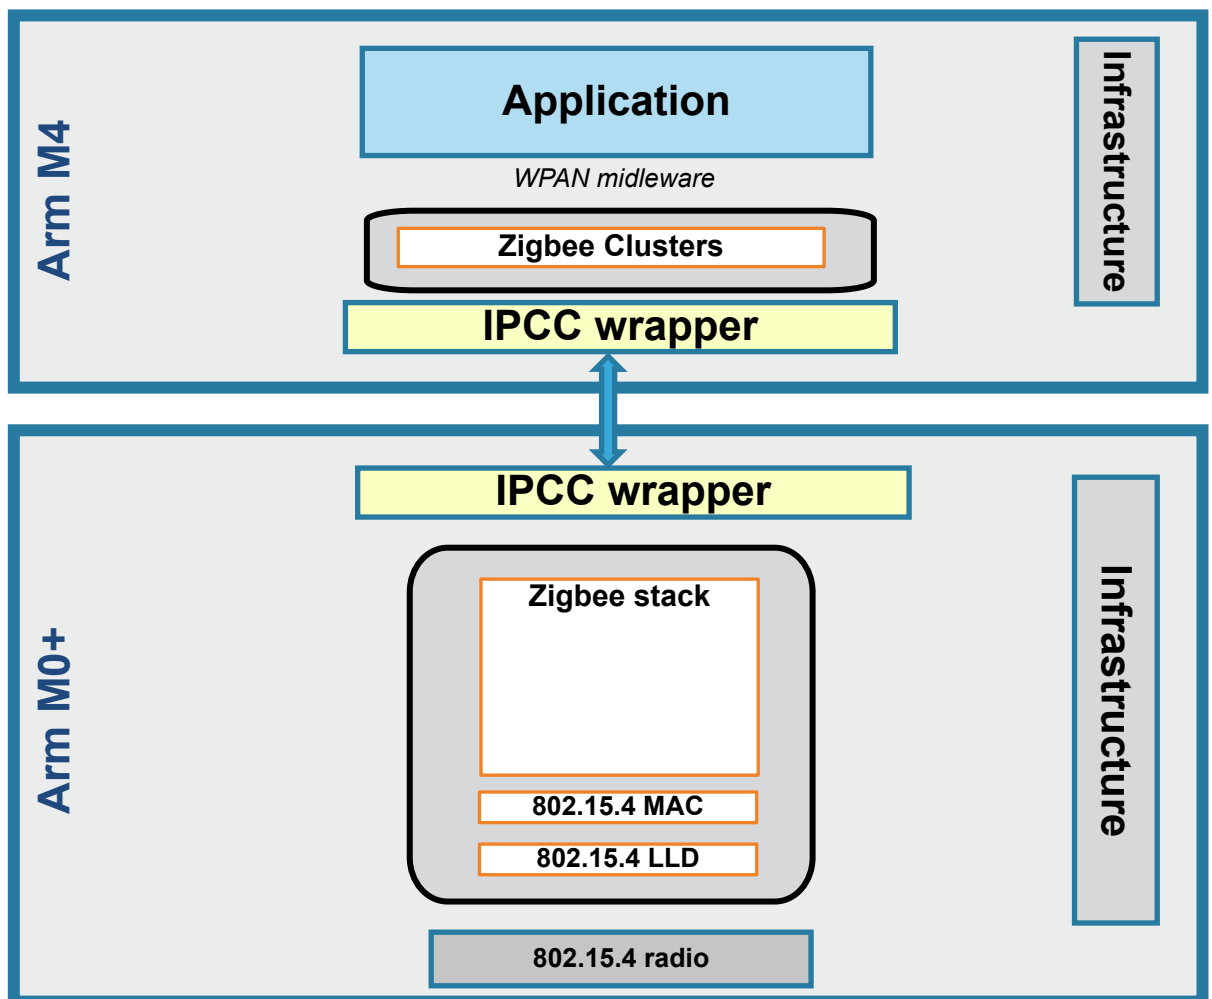 Arm M4
Application
Infrastructure
WPAN midleware
Zigbee Clusters
IPCC wrapper
Arm M0+
IPCC wrapper
Infrastructure
Zigbee stack
802.15.4 MAC
802.15.4 LLD
802.15.4 radio